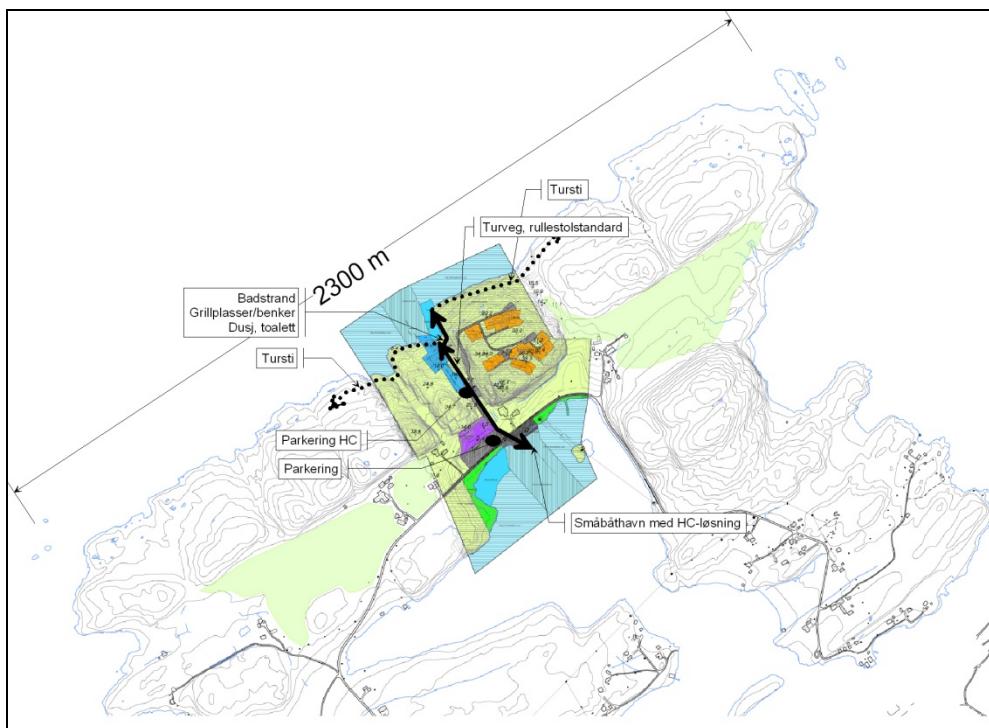 Tursti
Turveg, rullestolstandard
2300 m
Badstrand
Grillplasser/benker
Dusj, toalett
Tursti
Parkering HC
Parkering
Småbåthavn med HC-løsning